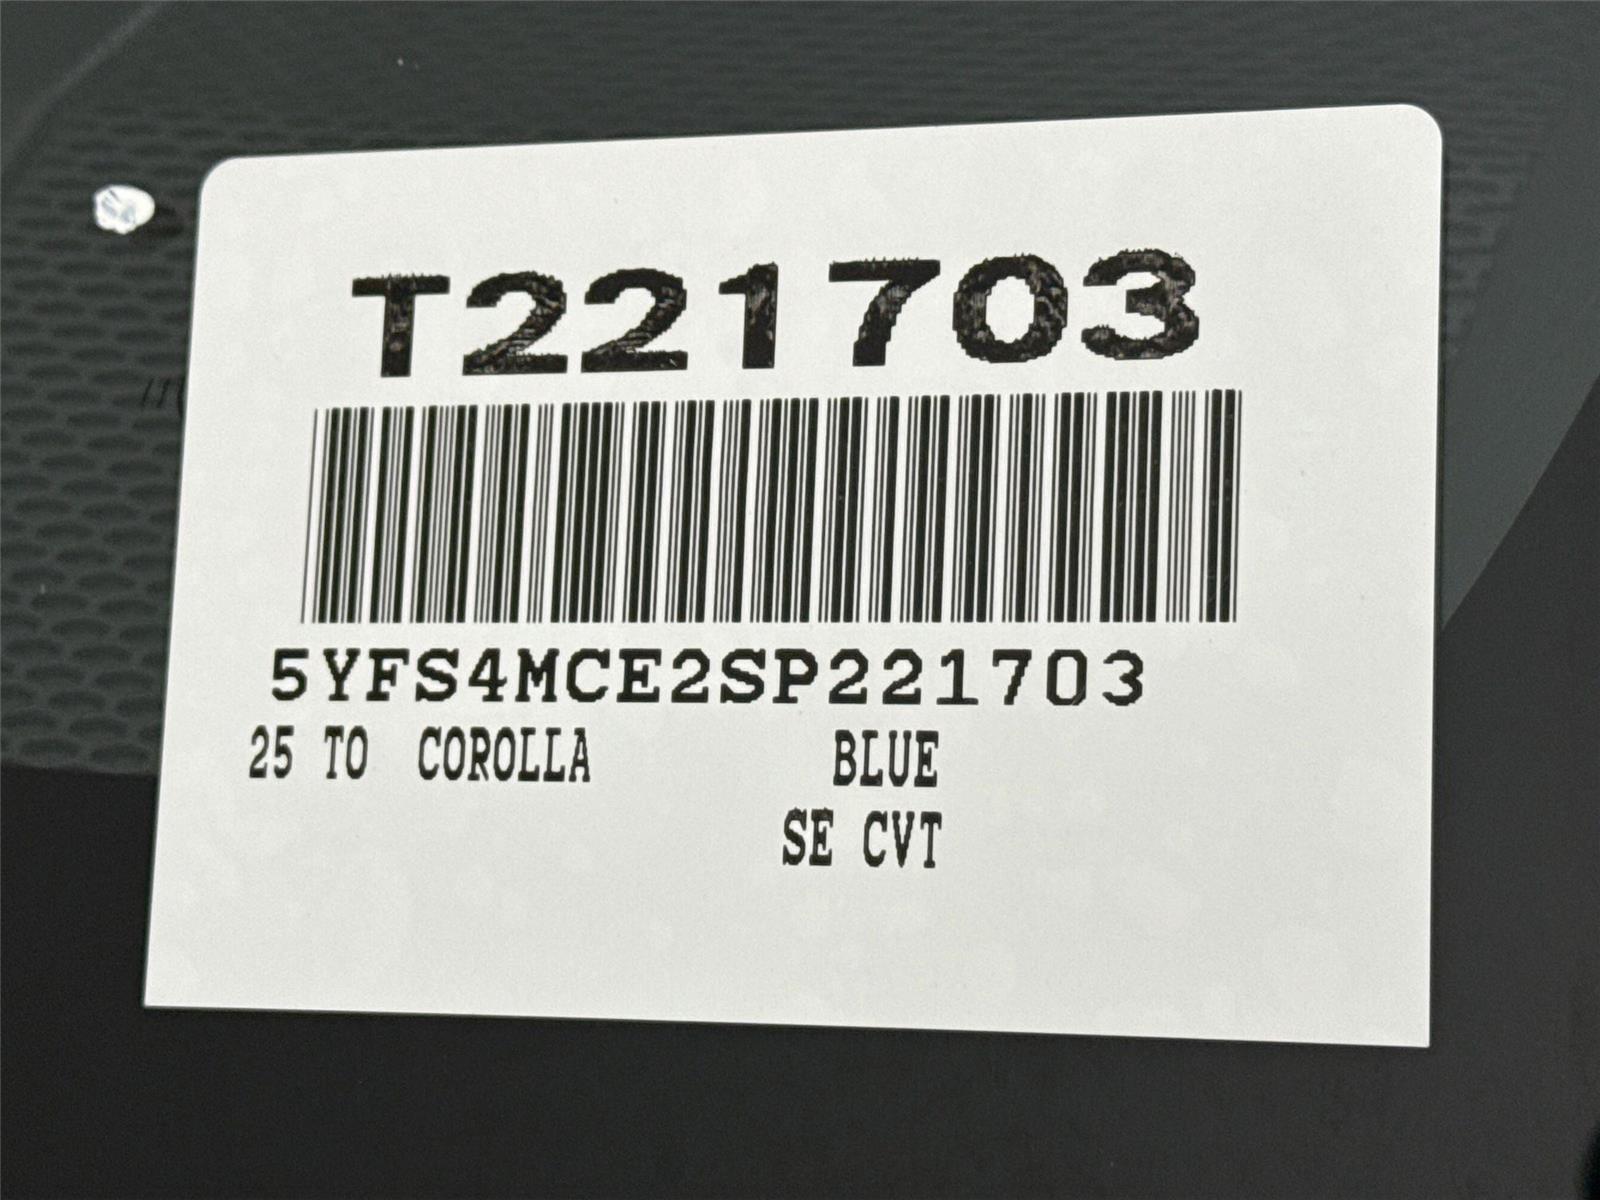 T221703
5YFS4MCE2SP221703
25 TO COROLLA BLUE
SE CVT